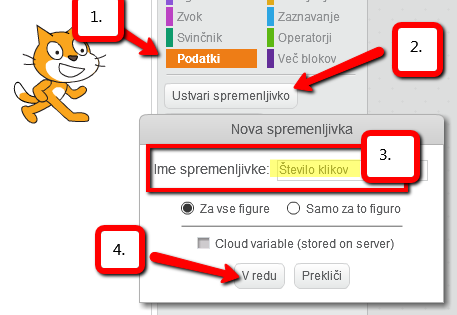 1.
Zvok
Zaznavanje
Svinčnik
Operatorji
2.
Podatki
Več blokov
Ustvari spremenljivko
Nova spremenljivka
3.
Ime spremenljivke: Število klikov
Za vse figure
Samo za to figuro
4.
Cloud variable (stored on server)
V redu
Prekliči